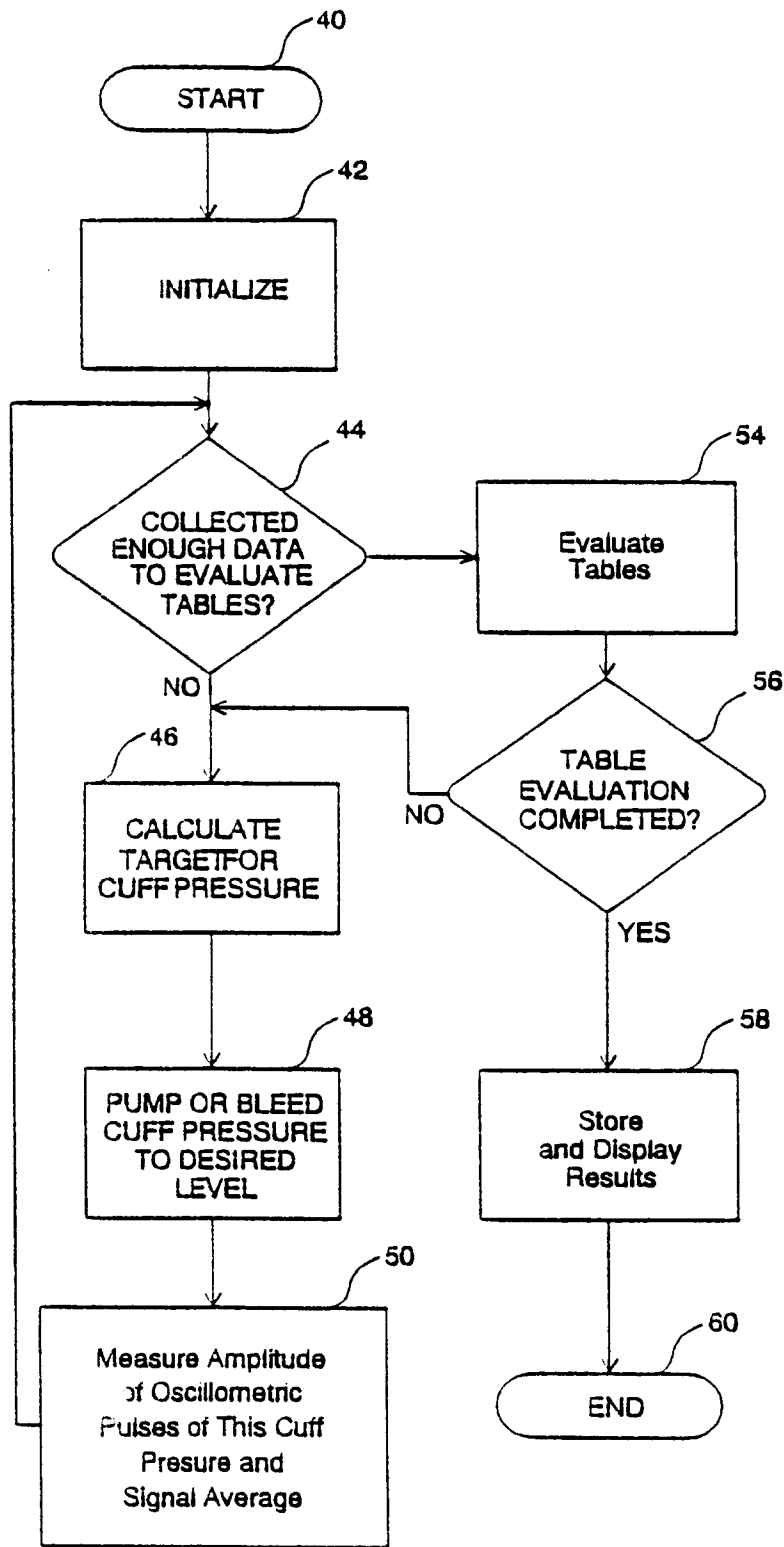 40
START
42
INITIALIZE
44
COLLECTED
ENOUGH DATA
TO EVALUATE
TABLES?
NO
54
Evaluate
Tables
56
TABLE
EVALUATION
COMPLETED?
NO
YES
46
CALCULATE
TARGETFOR
CUFF PRESSURE
48
PUMP OR BLEED
CUFF PRESSURE
TO DESIRED
LEVEL
58
Store
and Display
Results
50
Measure Amplitude
of Oscillometric
Pulses of This Cuff
Presure and
Signal Average
60
END